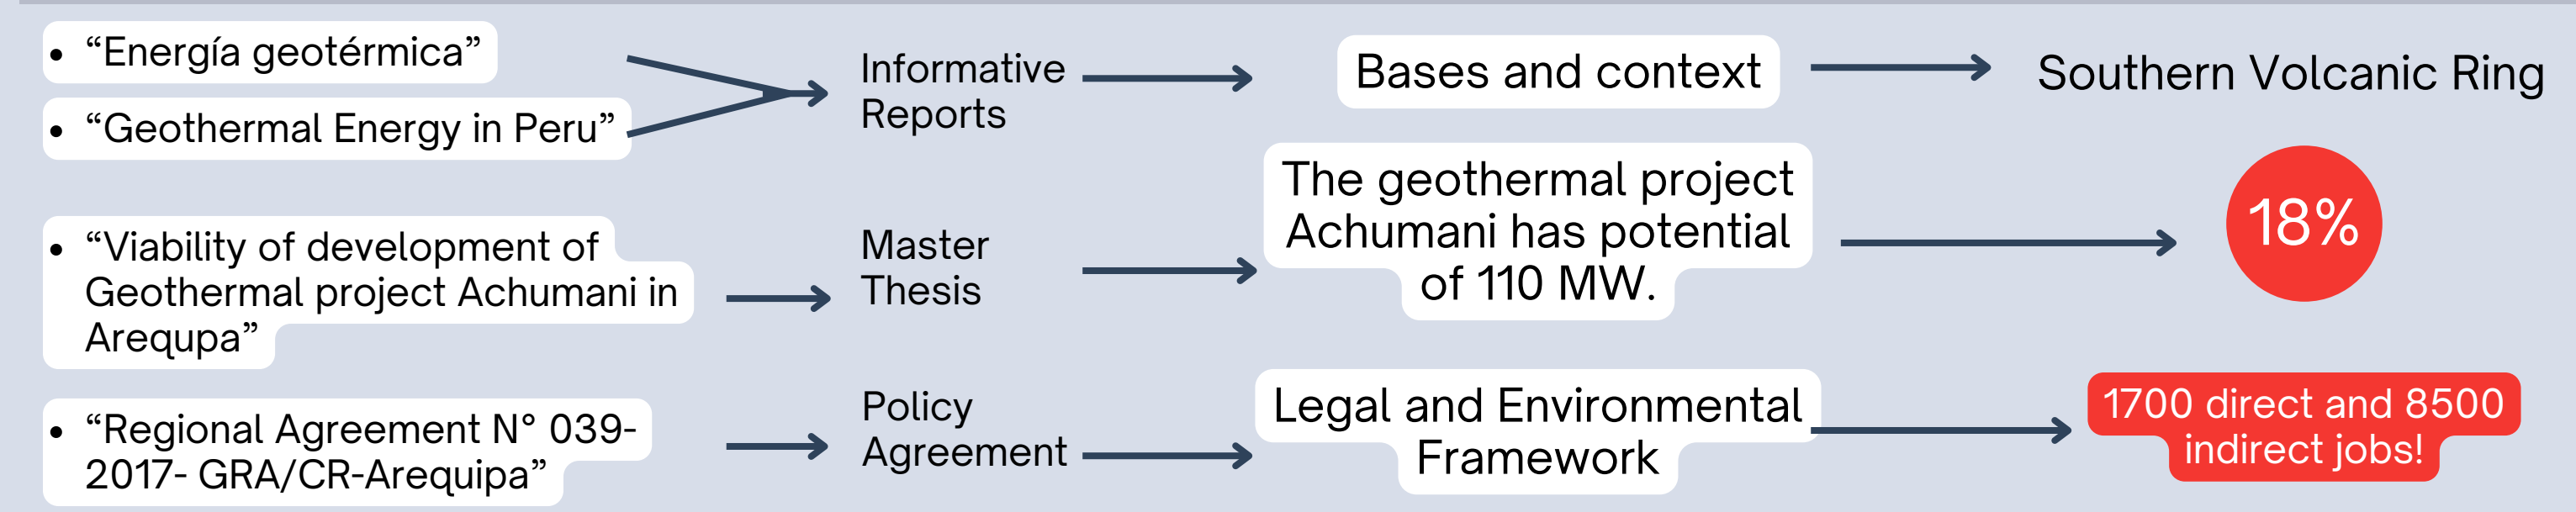 • “Energía geotérmica”
• “Geothermal Energy in Peru”
Informative
Reports
Bases and context
Southern Volcanic Ring
• “Viability of development of
Geothermal project Achumani in
Arequpa”
Master
Thesis
The geothermal project
Achumani has potential
of 110 MW.
18%
• “Regional Agreement N° 039-
2017- GRA/CR-Arequipa”
Policy
Agreement
Legal and Environmental
Framework
1700 direct and 8500
indirect jobs!